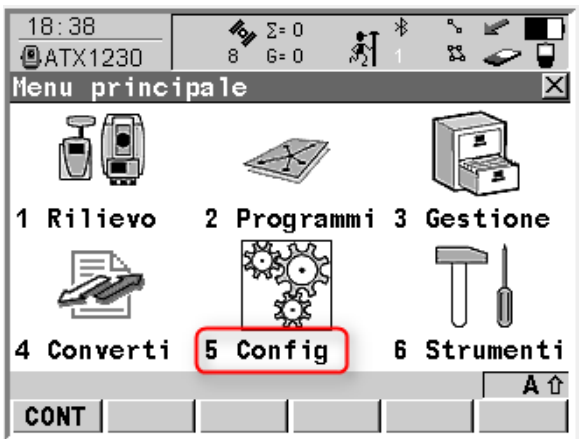 18:38
ATX1230
8
Σ= 0
G= 0
1
Menu principale
1 Rilievo
2 Programmi
3 Gestione
4 Converti
5 Config
6 Strumenti
A
CONT